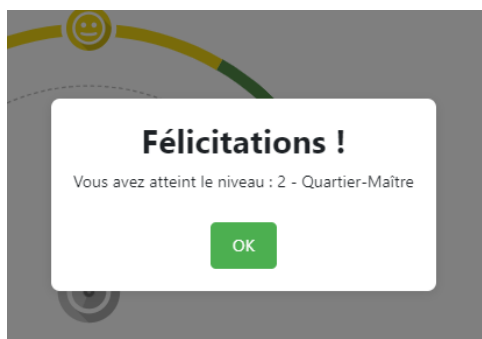 Félicitations !
Vous avez atteint le niveau : 2 - Quartier-Maître
OK